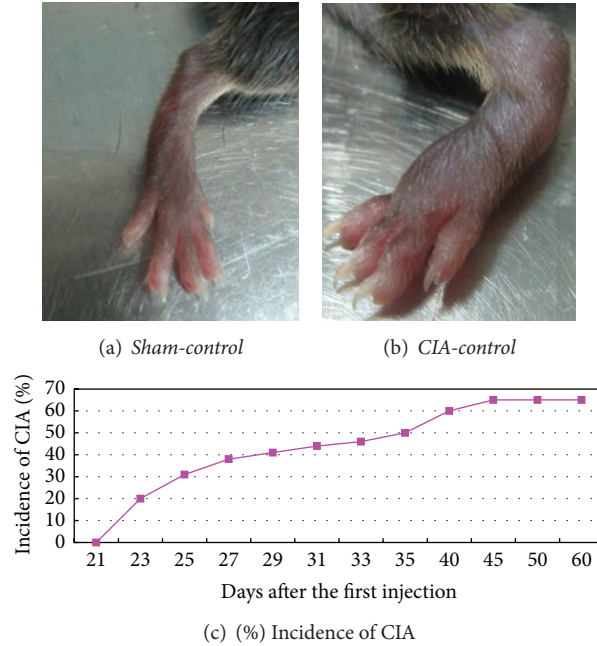 (a) Sham-control
(b) CIA-control
Incidence of CIA (%)
70
60
50
40
30
20
10
0
21 23 25 27 29 31 33 35 40 45 50 60
Days after the first injection
(c) (%) Incidence of CIA